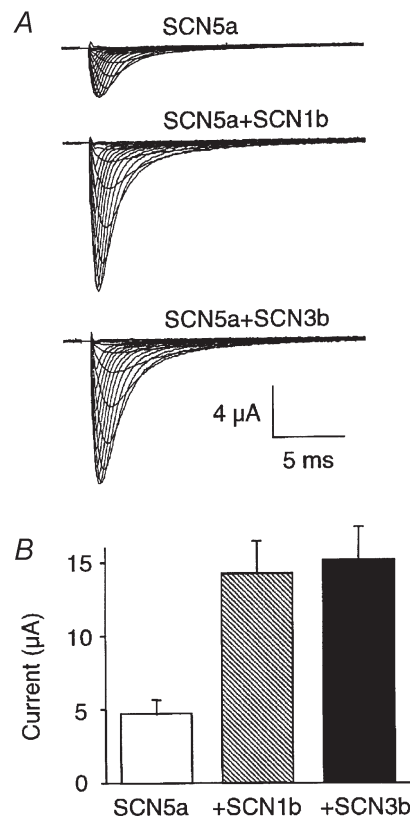 A
SCN5a
SCN5a+SCN1b
SCN5a+SCN3b
4 µA
5 ms
B
Current (µA)
15
10
5
0
SCN5a +SCN1b +SCN3b